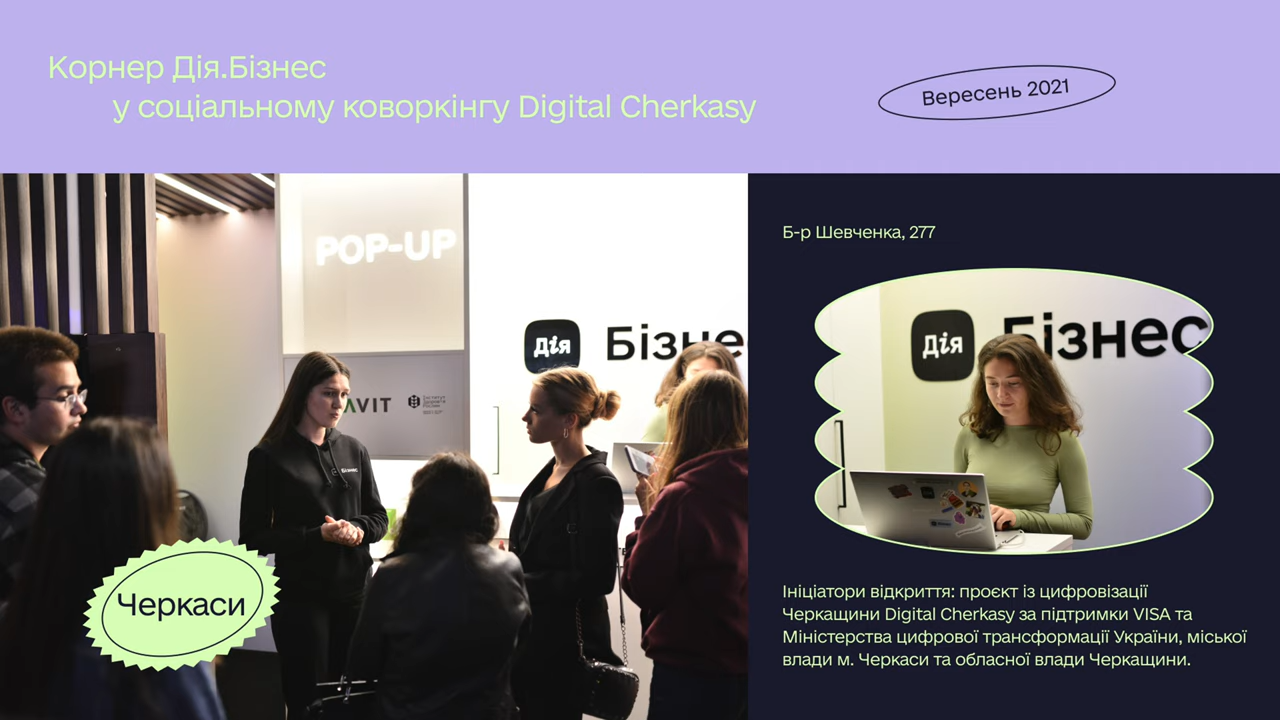 Корнер Дія.Бізнес
у соціальному коворкінгу Digital Cherkasy
Вересень 2021
POP-UP
Дія Бізне
AVIT
Бізнес
Черкаси
Б-р Шевченка, 277
Дія Бізнес
Ініціатори відкриття: проєкт із цифровізації
Черкащини Digital Cherkasy за підтримки VISA та
Міністерства цифрової трансформації України, міської
влади м. Черкаси та обласної влади Черкащини.